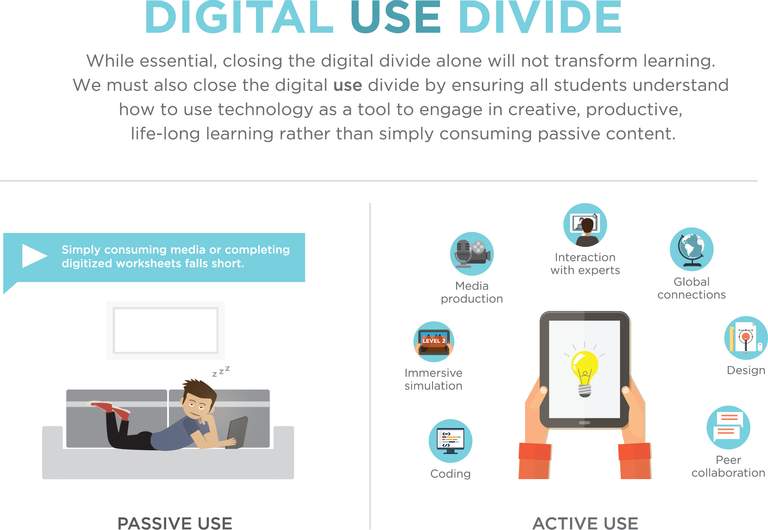 DIGITAL USE DIVIDE
While essential, closing the digital divide alone will not transform learning.
We must also close the digital use divide by ensuring all students understand
how to use technology as a tool to engage in creative, productive,
life-long learning rather than simply consuming passive content.
Simply consuming media or completing
digitized worksheets falls short.
zzz
PASSIVE USE
Interaction
with experts
Media
production
Global
connections
LEVEL 2
Immersive
simulation
Design
Coding
Peer
collaboration
ACTIVE USE